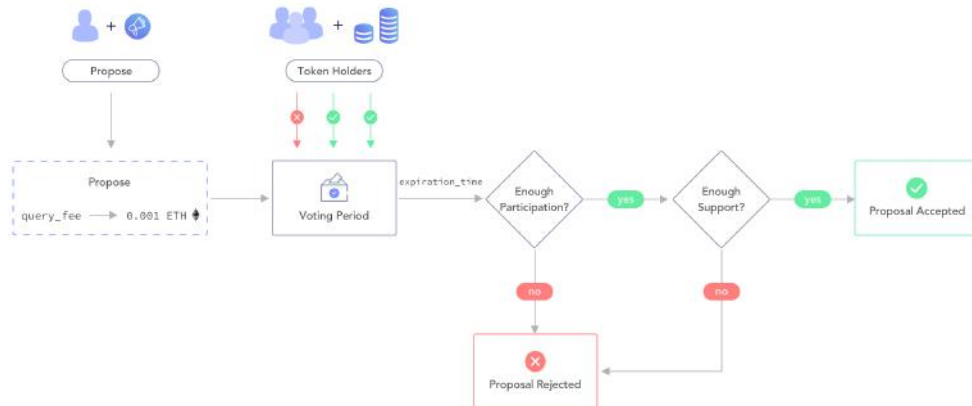 Propose
Token Holders
Propose
query_fee 0.001 ETH
Voting Period
expiration_time
Enough
Participation?
yes
Enough
Support?
yes
Proposal Accepted
no
no
Proposal Rejected